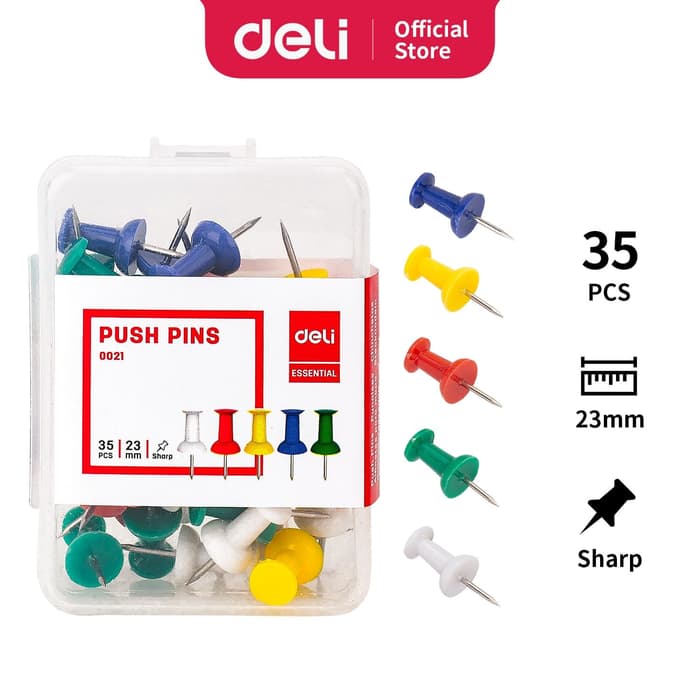 deli
Official
Store
PUSH PINS
0021
deli
ESSENTIAL
35
PCS
23
mm
Sharp
35
PCS
23mm
Sharp